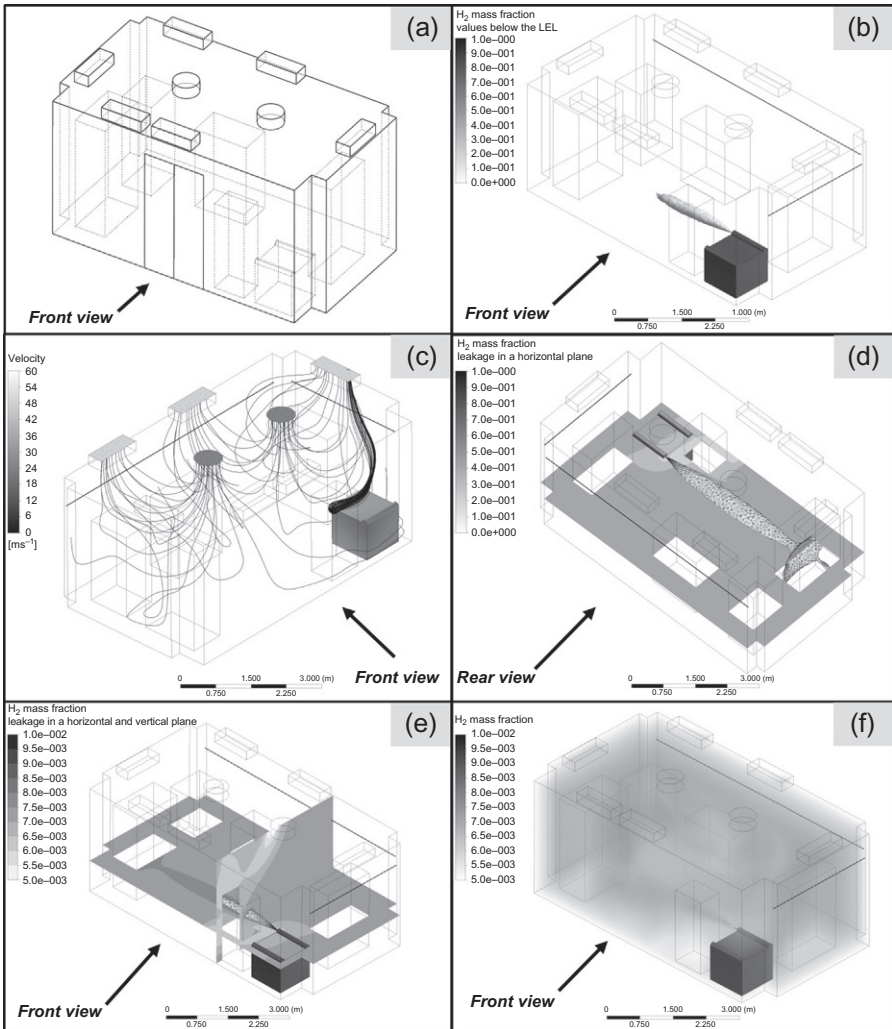 (a)
Front view
H2 mass fraction
values below the LEL
1.0e–000
9.0e–001
8.0e–001
7.0e–001
6.0e–001
5.0e–001
4.0e–001
3.0e–001
2.0e–001
1.0e–001
0.0e+000
(b)
Front view
0 1.500 1.000 (m)
0.750 2.250
(c)
Velocity
60
54
48
42
36
30
24
18
12
6
0
[ms–1]
Front view
0 1.500 3.000 (m)
0.750 2.250
H2 mass fraction
leakage in a horizontal plane
1.0e–000
9.0e–001
8.0e–001
7.0e–001
6.0e–001
5.0e–001
4.0e–001
3.0e–001
2.0e–001
1.0e–001
0.0e+000
(d)
Rear view
0 1.500 3.000 (m)
0.750 2.250
H2 mass fraction
leakage in a horizontal and vertical plane
1.0e–002
9.5e–003
9.0e–003
8.5e–003
8.0e–003
7.5e–003
7.0e–003
6.5e–003
6.0e–003
5.5e–003
5.0e–003
(e)
Front view
0 1.500 3.000 (m)
0.750 2.250
H2 mass fraction
1.0e–002
9.5e–003
9.0e–003
8.5e–003
8.0e–003
7.5e–003
7.0e–003
6.5e–003
6.0e–003
5.5e–003
5.0e–003
(f)
Front view
0 1.500 3.000 (m)
0.750 2.250